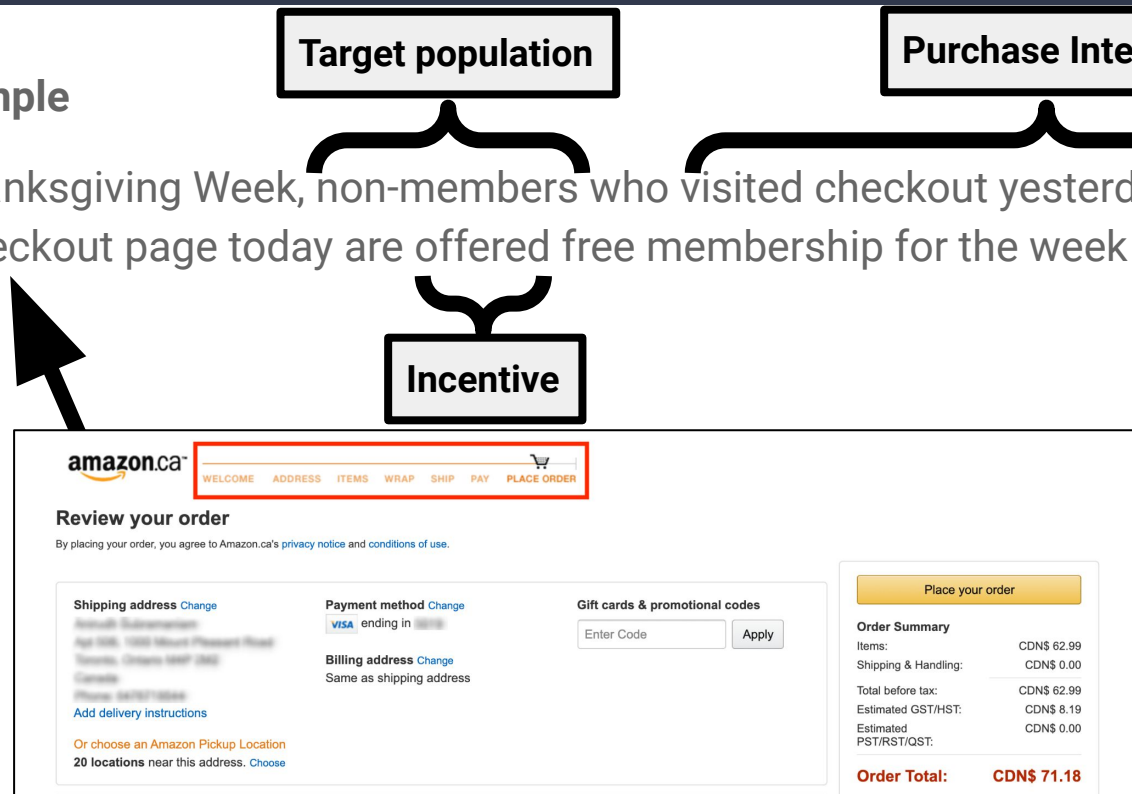 Target population
Purchase Inte
nple
anksgiving Week, non-members who visited checkout yesterd
eckout page today are offered free membership for the week
Incentive
amazon.ca
WELCOME ADDRESS ITEMS WRAP SHIP PAY PLACE ORDER
Review your order
By placing your order, you agree to Amazon.ca's privacy notice and conditions of use.
Shipping address Change
Add delivery instructions
Or choose an Amazon Pickup Location
20 locations near this address. Choose
Payment method Change
VISA ending in
Billing address Change
Same as shipping address
Gift cards & promotional codes
Enter Code Apply
Place your order
Order Summary
Items: CDN$ 62.99
Shipping & Handling: CDN$ 0.00
Total before tax: CDN$ 62.99
Estimated GST/HST: CDN$ 8.19
Estimated CDN$ 0.00
PST/RST/QST:
Order Total: CDN$ 71.18